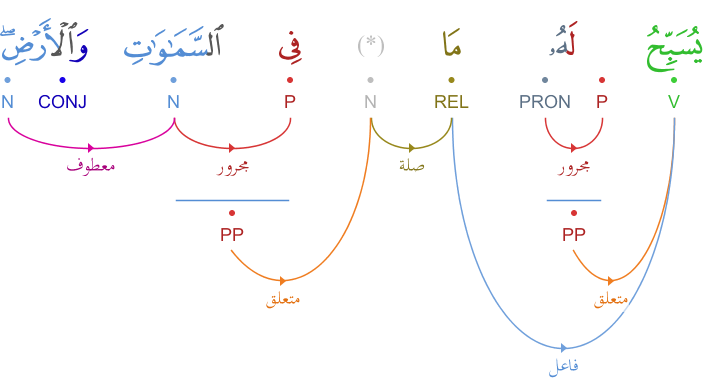 يُسَبِّحُ لَهُۥ مَا (*) فِى ٱلسَّمَـٰوَٰتِ وَٱلْأَرْضِ ۖ
V P PRON REL N P N CONJ N
مجرور صلة مجرور معطوف
PP PP
متعلق متعلق
فاعل